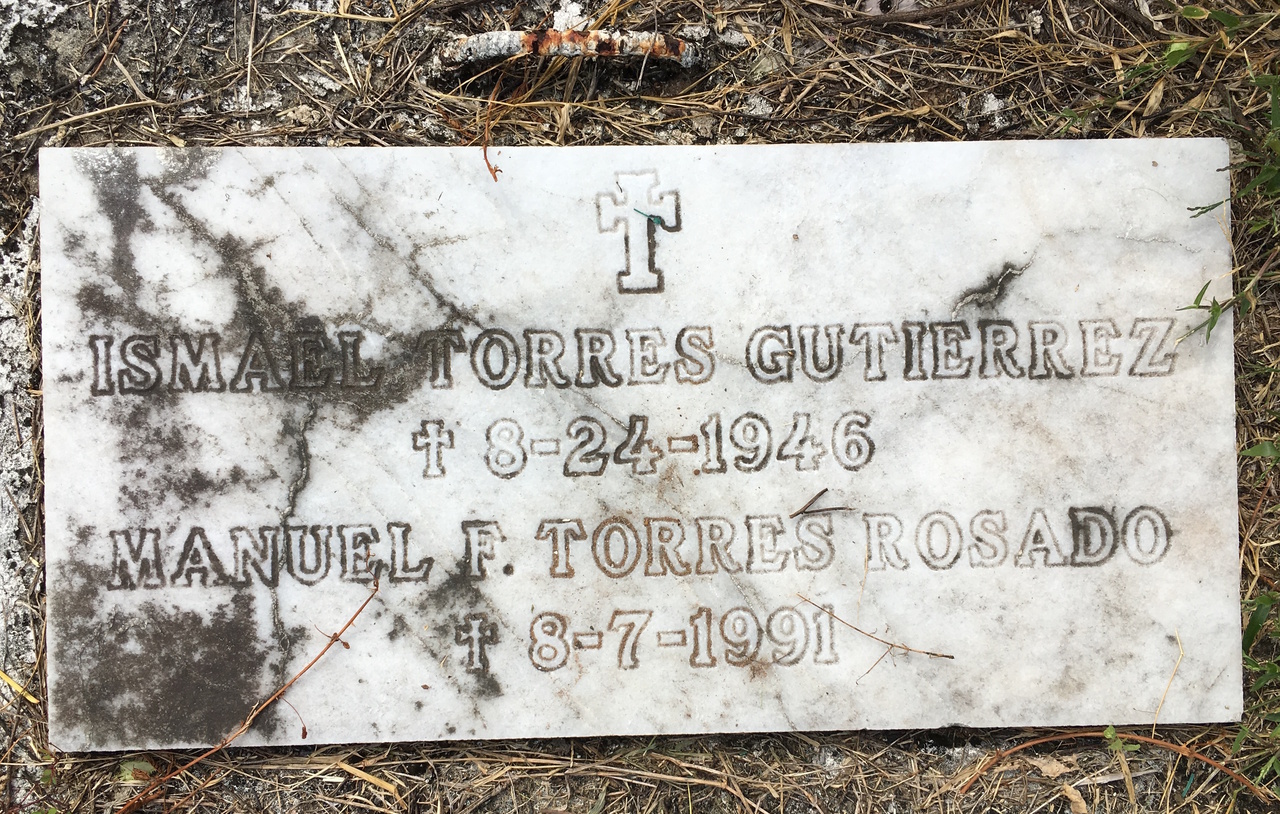 ISMAEL TORRES GUTIERREZ
† 8-24-1946
MANUEL F. TORRES ROSADO
† 8-7-1991